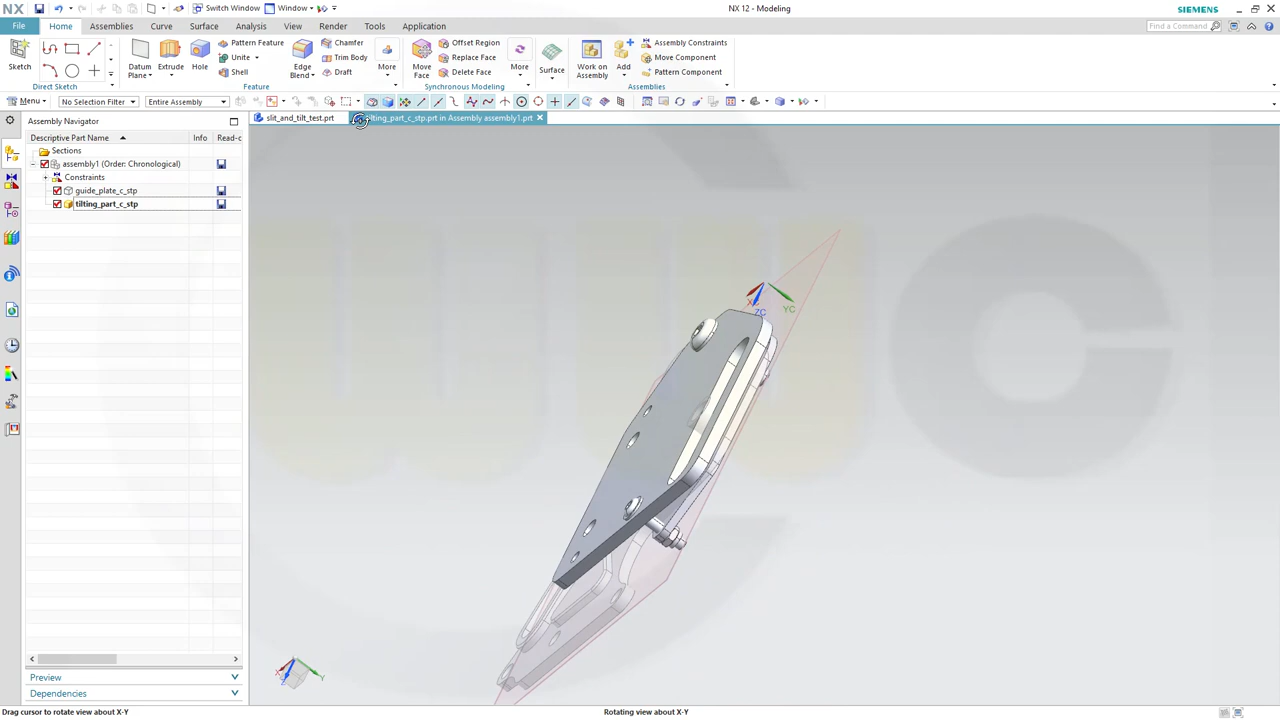 NX
Switch Window
Window
NX 12 - Modeling
SIEMENS
File
Home
Assemblies
Curve
Surface
Analysis
View
Render
Tools
Application
Find a Command
Sketch
Direct Sketch
Datum Plane
Extrude
Hole
Pattern Feature
Unite
Shell
Feature
Edge Blend
Chamfer
Trim Body
Draft
More
Move Face
Offset Region
Replace Face
Delete Face
Synchronous Modeling
More
Surface
Work on Assembly
Add
Assembly Constraints
Move Component
Pattern Component
Assemblies
Menu
No Selection Filter
Entire Assembly
Assembly Navigator
slit_and_tilt_test.prt
tilting_part_c_stp.prt in Assembly assembly1.prt
Descriptive Part Name
Info
Read-o
Sections
assembly1 (Order: Chronological)
Constraints
guide_plate_c_stp
tilting_part_c_stp
YC
ZC
X
Y
Z
Preview
Dependencies
Drag cursor to rotate view about X-Y
Rotating view about X-Y